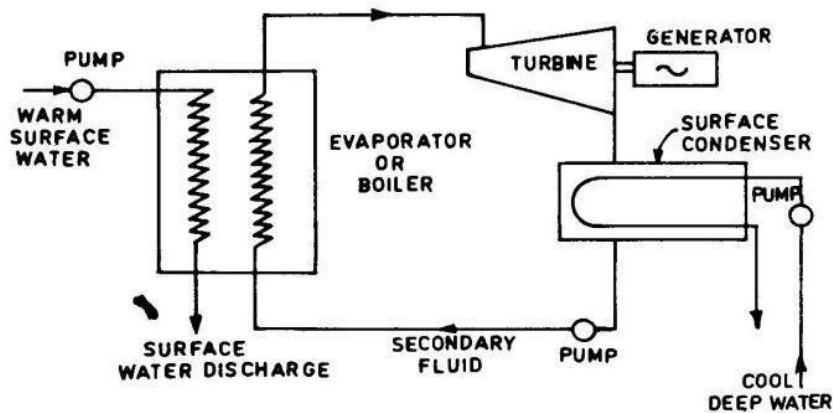 PUMP
WARM
SURFACE
WATER
EVAPORATOR
OR
BOILER
TURBINE
GENERATOR
SURFACE
CONDENSER
PUMP
SURFACE
WATER DISCHARGE
SECONDARY
FLUID
PUMP
COOL
DEEP WATER